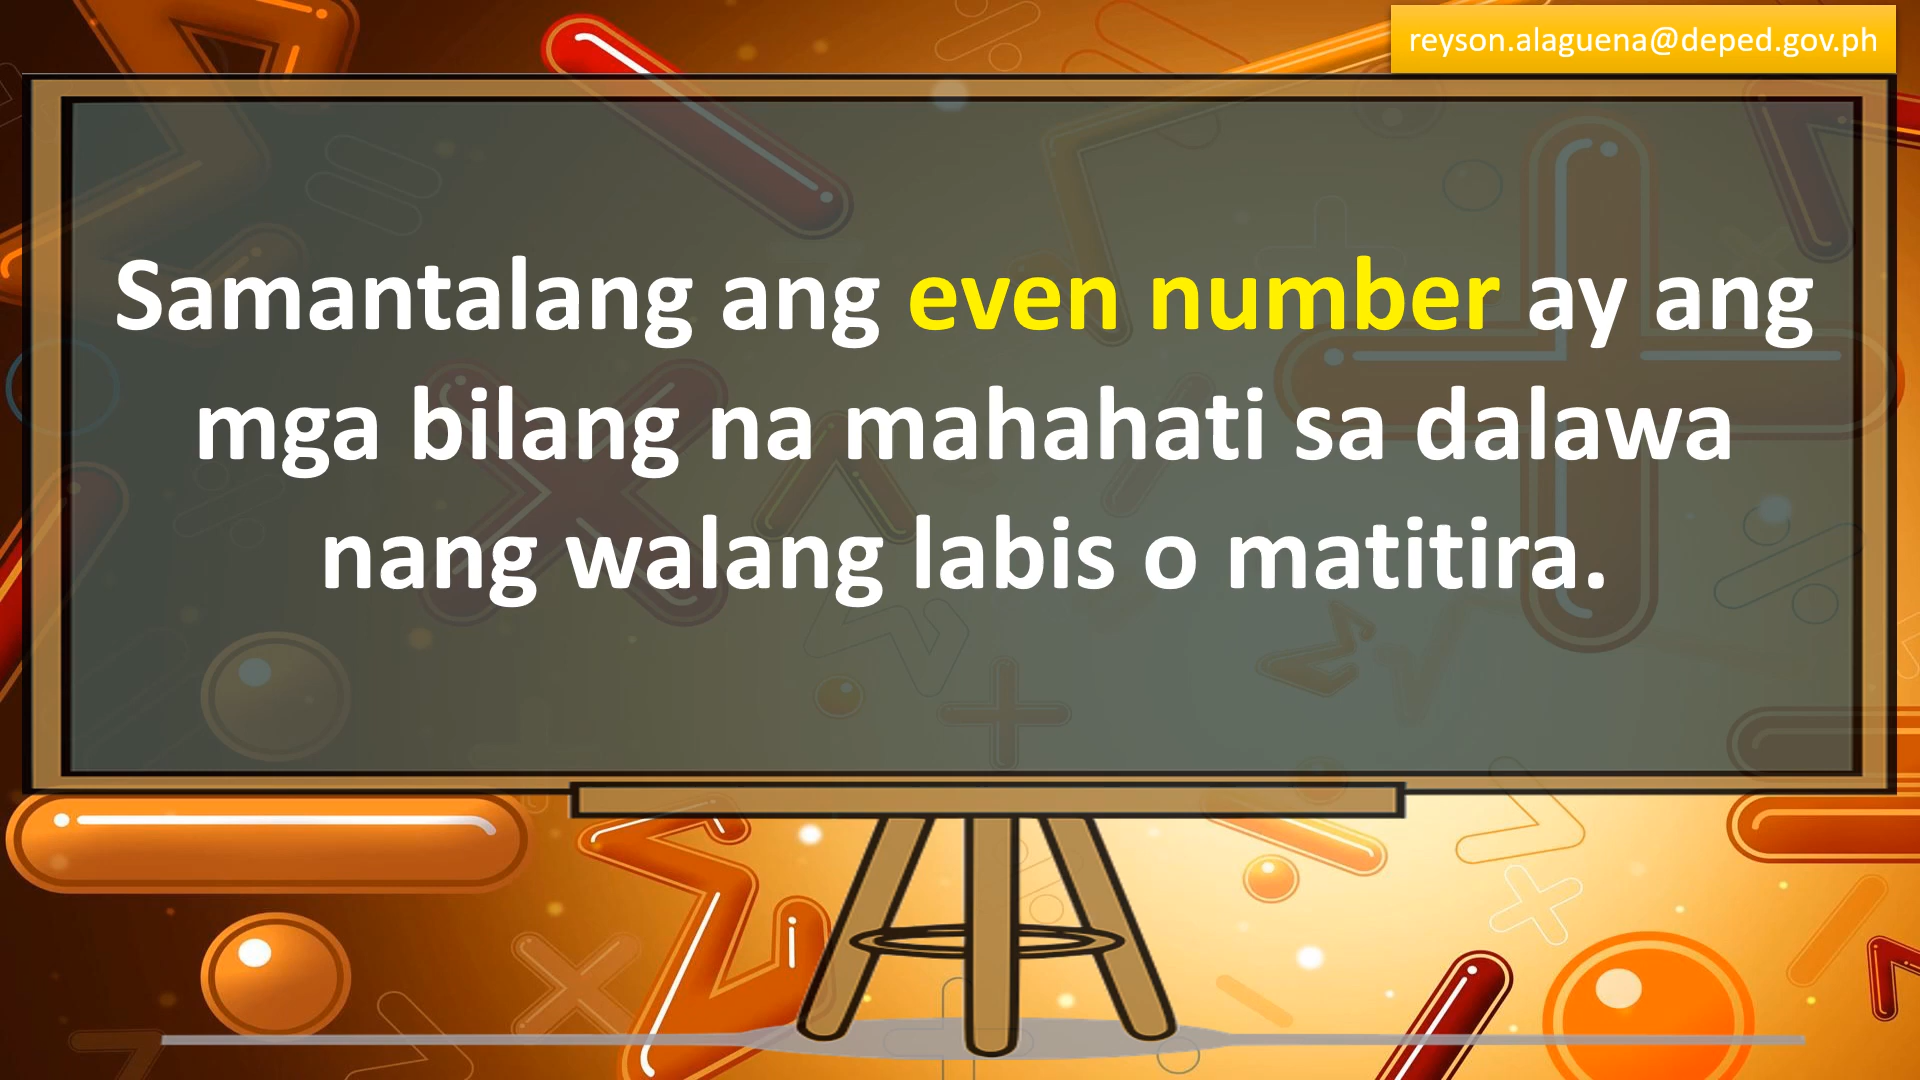 reyson.alaguena@deped.gov.ph
Samantalang ang even number ay ang
mga bilang na mahahati sa dalawa
nang walang labis o matitira.